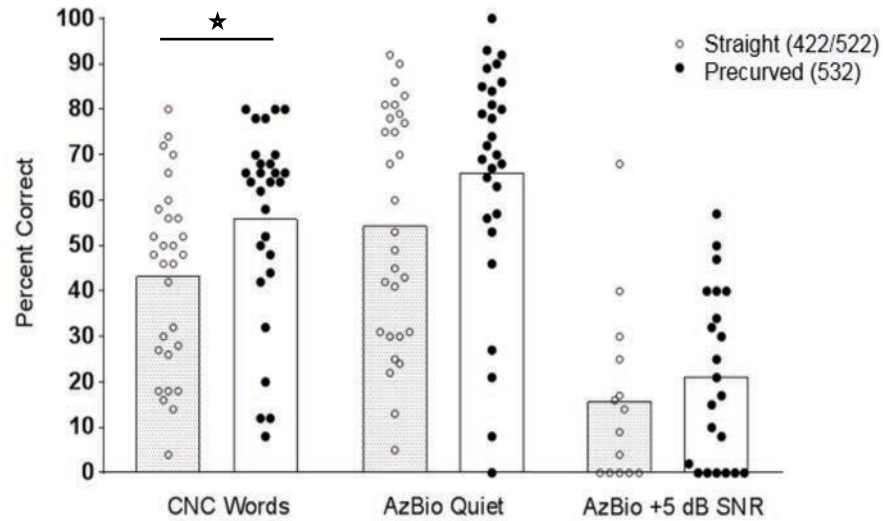 100
90
80
70
60
50
40
30
20
10
0
Percent Correct
Straight (422/522)
Precurved (532)
CNC Words
AzBio Quiet
AzBio +5 dB SNR